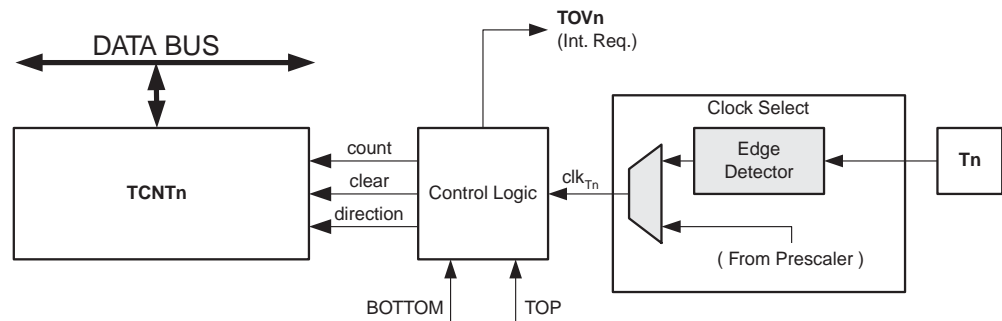 TOVn
(Int. Req.)
DATA BUS
Clock Select
TCNTn
count
clear
direction
Control Logic
clkTn
Edge
Detector
Tn
( From Prescaler )
BOTTOM
TOP